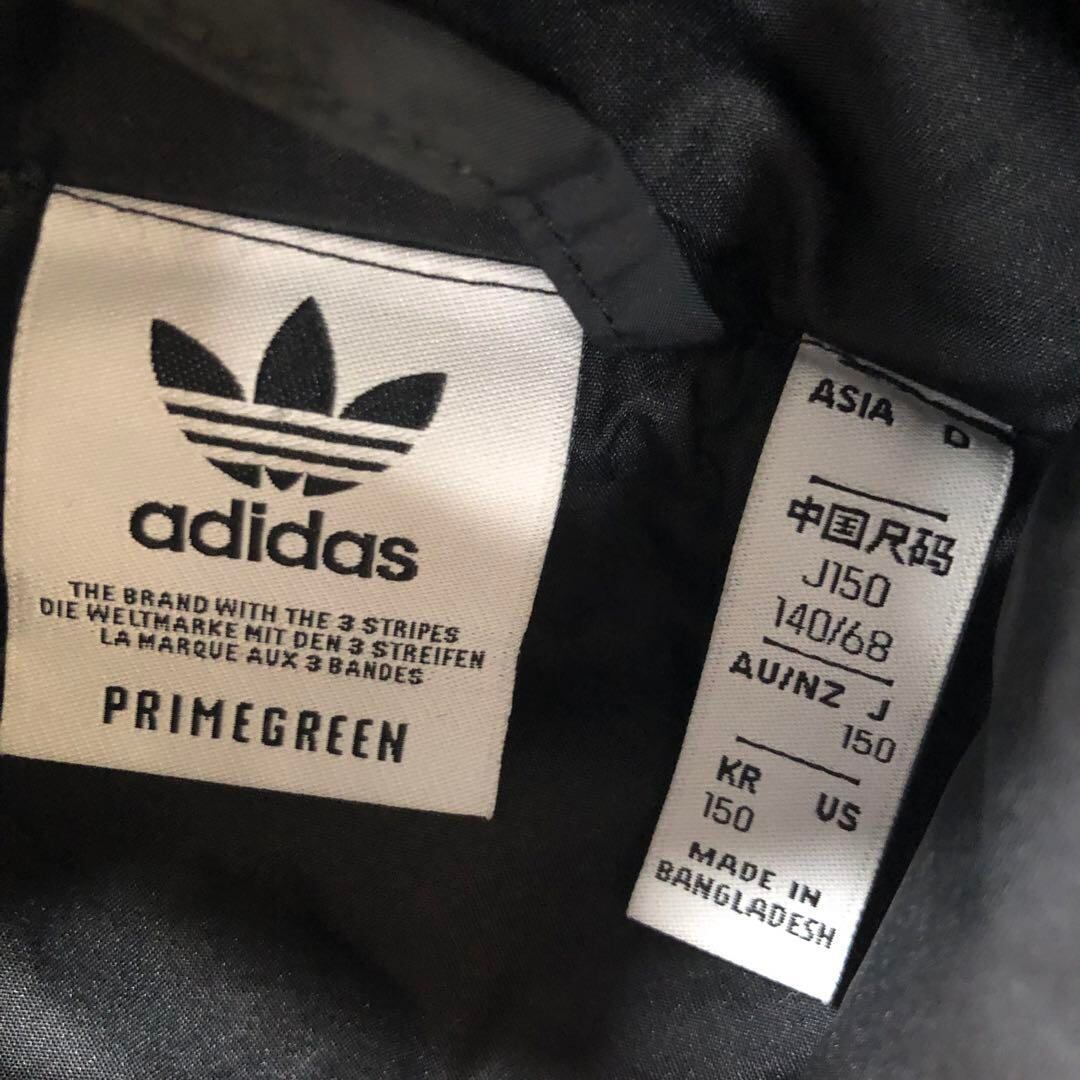 adidas
THE BRAND WITH THE 3 STRIPES
DIE WELTMARKE MIT DEN 3 STREIFEN
LA MARQUE AUX 3 BANDES
PRIMEGREEN
ASIA D
中国尺码
J150
140/68
AU/NZ J
150
KR US
150
MADE IN
BANGLADESH